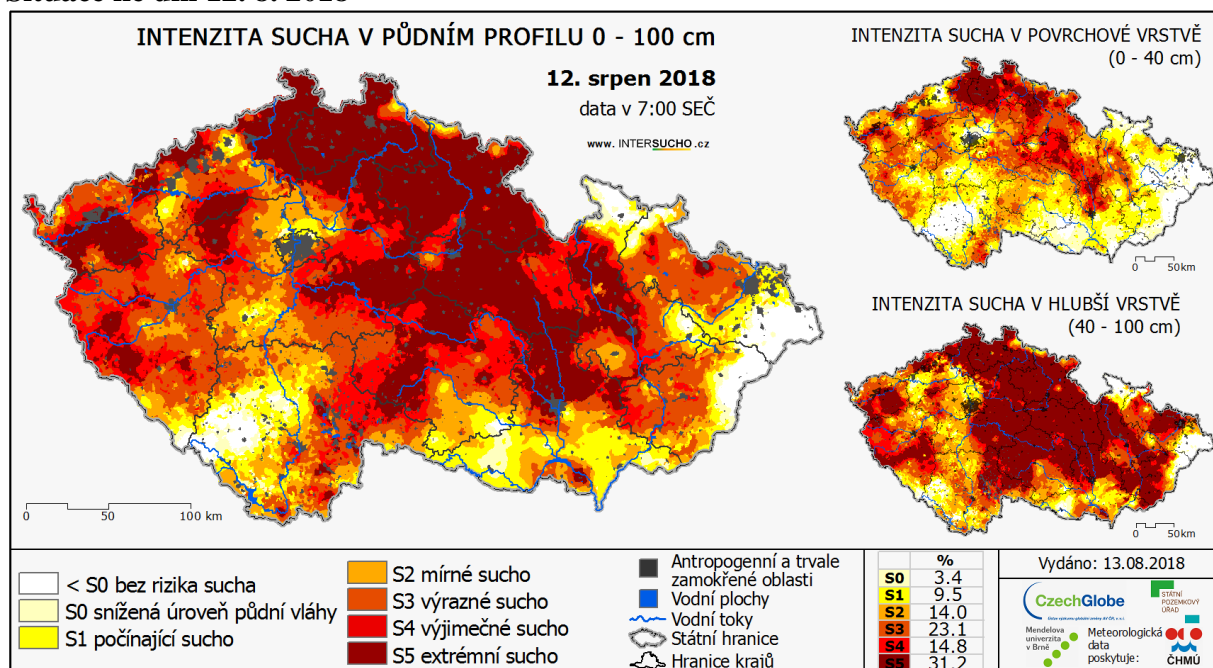 INTENZITA SUCHA V PŮDNÍM PROFILU 0 - 100 cm
12. srpen 2018
data v 7:00 SEČ
www. INTERSUCHO .cz
INTENZITA SUCHA V POVRCHOVÉ VRSTVĚ
(0 - 40 cm)
0 50km
INTENZITA SUCHA V HLUBŠÍ VRSTVĚ
(40 - 100 cm)
0 50km
0 50 100 km
< S0 bez rizika sucha
S0 snížená úroveň půdní vláhy
S1 počínající sucho
S2 mírné sucho
S3 výrazné sucho
S4 výjimečné sucho
S5 extrémní sucho
Antropogenní a trvale
zamokřené oblasti
Vodní plochy
Vodní toky
Státní hranice
Hranice krajů
%
S0 3.4
S1 9.5
S2 14.0
S3 23.1
S4 14.8
S5 31.2
Vydáno: 13.08.2018
CzechGlobe
STÁTNÍ
POZEMKOVÝ
ÚŘAD
Mendelova
univerzita
v Brně
Meteorologická
data
poskytuje:
ČHMÚ